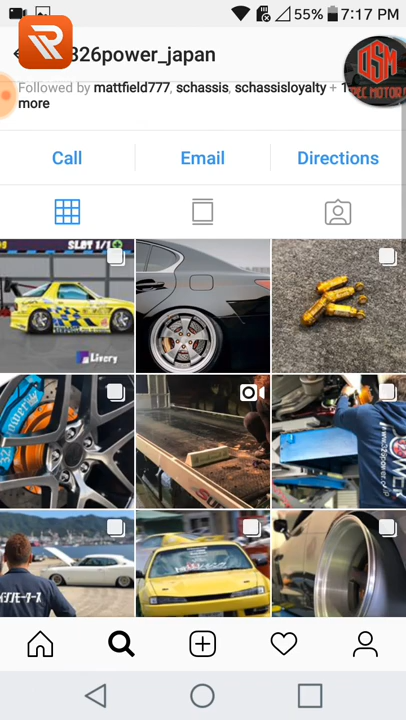 55% 7:17 PM
326power_japan
Followed by mattfield777, schassis, schassisloyalty + 1
more
OSM
Call Email Directions
SLOT 1/1
Livery